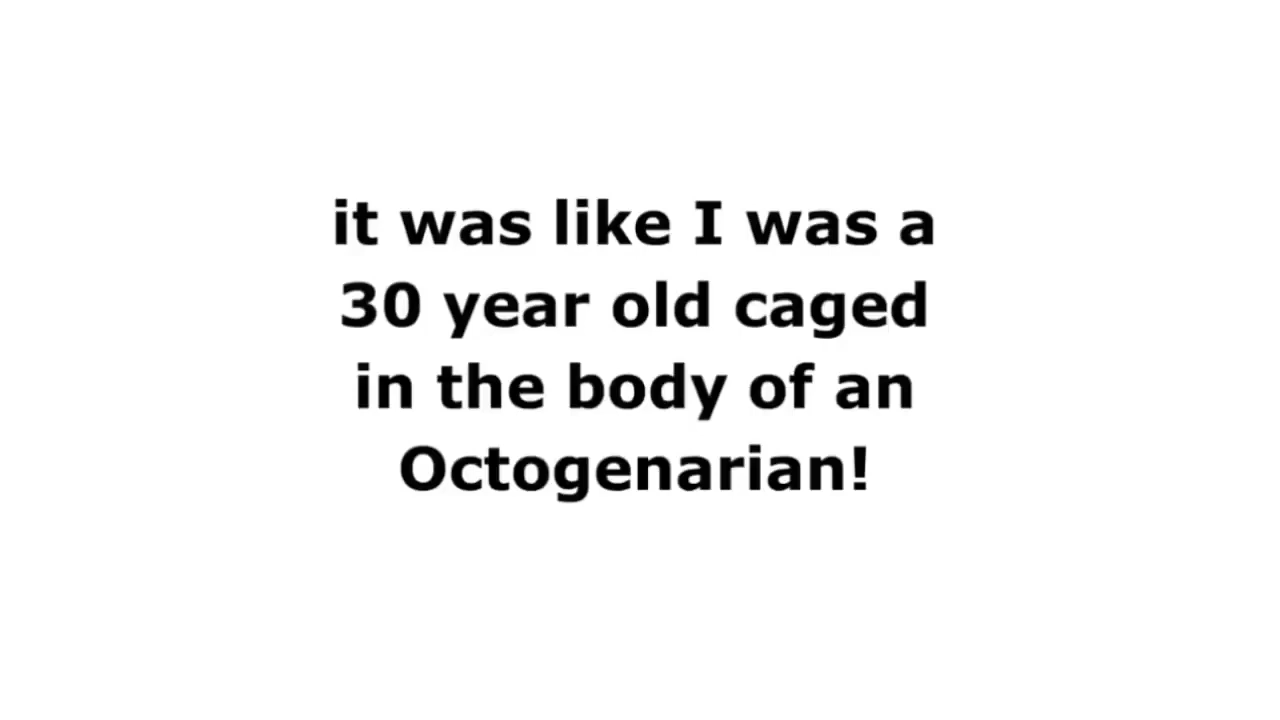 it was like I was a
30 year old caged
in the body of an
Octogenarian!